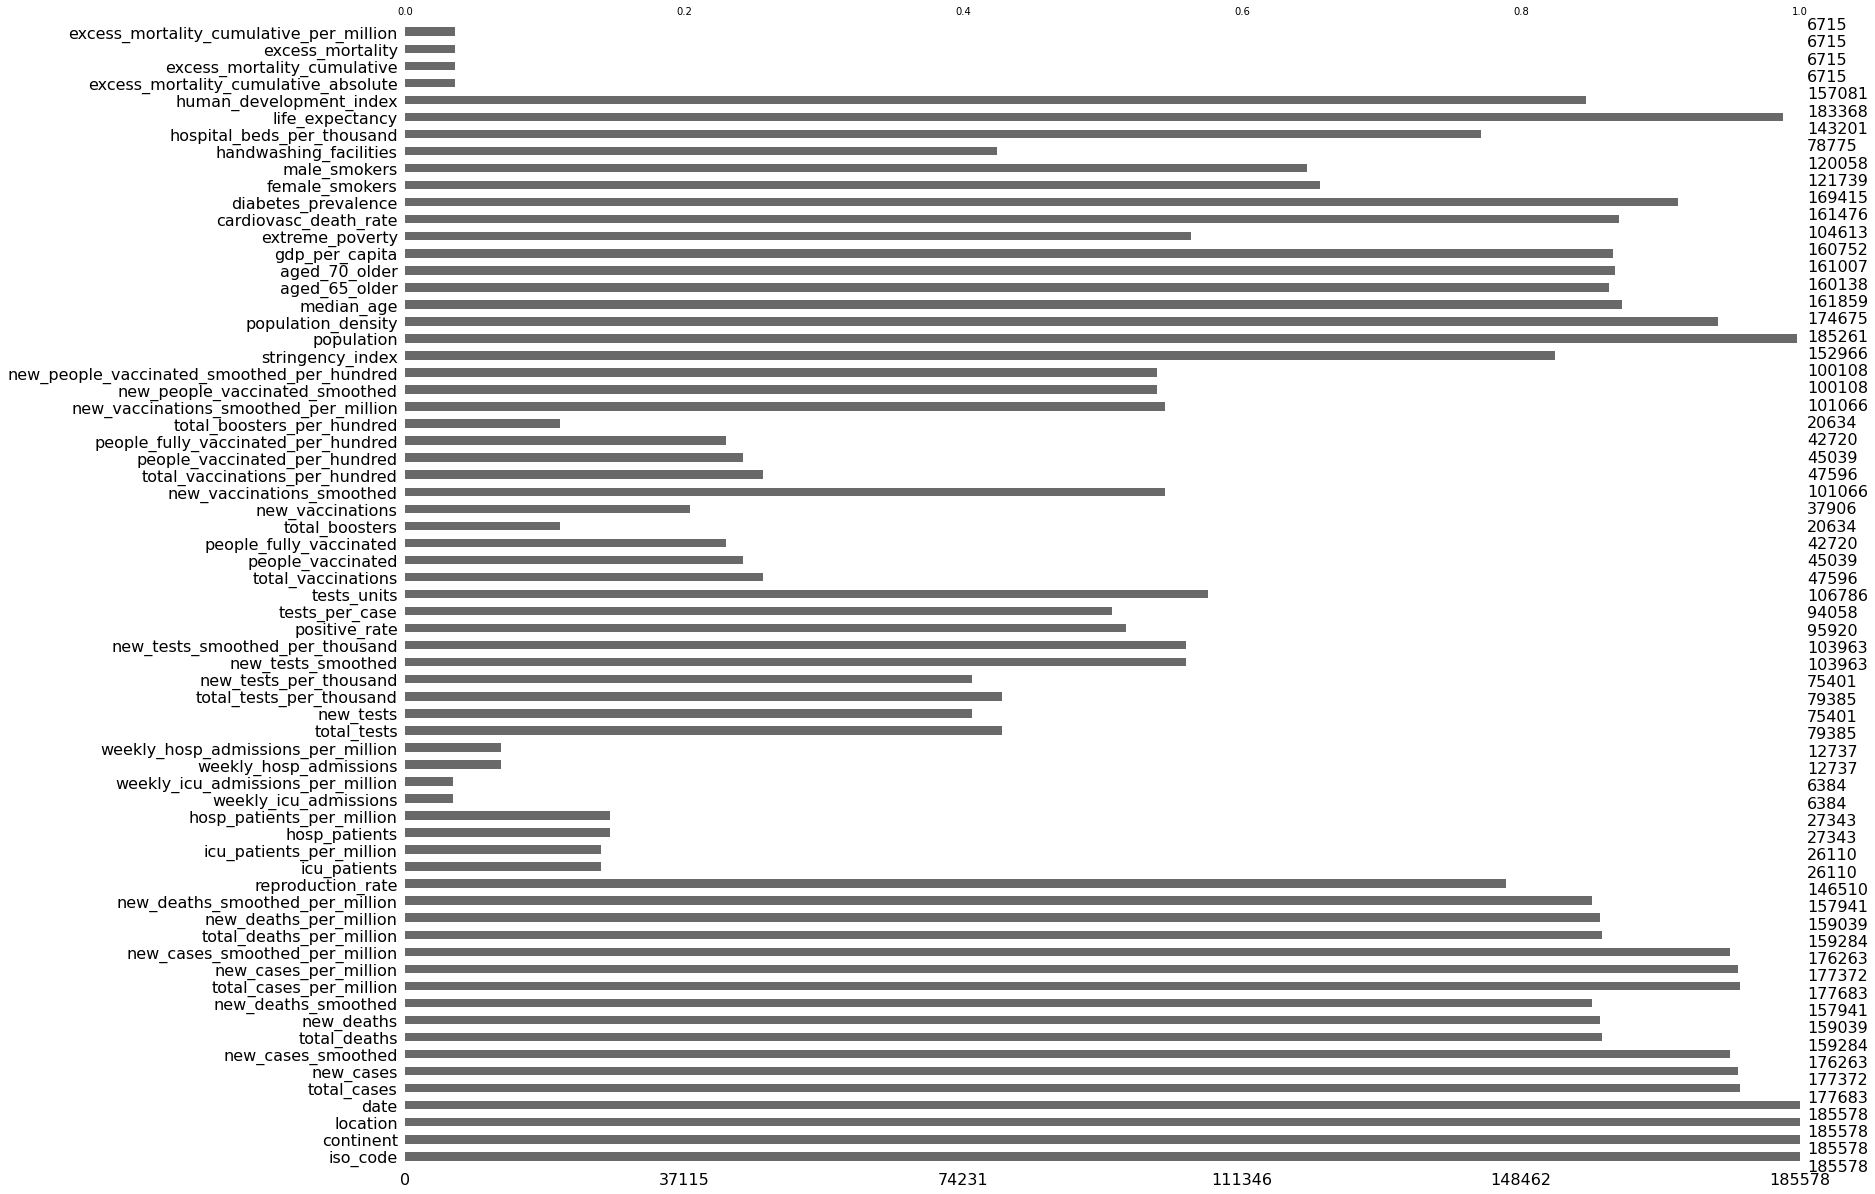 0.0 0.2 0.4 0.6 0.8 1.0
excess_mortality_cumulative_per_million 6715
excess_mortality 6715
excess_mortality_cumulative 6715
excess_mortality_cumulative_absolute 6715
human_development_index 157081
life_expectancy 183368
hospital_beds_per_thousand 143201
handwashing_facilities 78775
male_smokers 120058
female_smokers 121739
diabetes_prevalence 169415
cardiovasc_death_rate 161476
extreme_poverty 104613
gdp_per_capita 160752
aged_70_older 161007
aged_65_older 160138
median_age 161859
population_density 174675
population 185261
stringency_index 152966
new_people_vaccinated_smoothed_per_hundred 100108
new_people_vaccinated_smoothed 100108
new_vaccinations_smoothed_per_million 101066
total_boosters_per_hundred 20634
people_fully_vaccinated_per_hundred 42720
people_vaccinated_per_hundred 45039
total_vaccinations_per_hundred 47596
new_vaccinations_smoothed 101066
new_vaccinations 37906
total_boosters 20634
people_fully_vaccinated 42720
people_vaccinated 45039
total_vaccinations 47596
tests_units 106786
tests_per_case 94058
positive_rate 95920
new_tests_smoothed_per_thousand 103963
new_tests_smoothed 103963
new_tests_per_thousand 75401
total_tests_per_thousand 79385
new_tests 75401
total_tests 79385
weekly_hosp_admissions_per_million 12737
weekly_hosp_admissions 12737
weekly_icu_admissions_per_million 6384
weekly_icu_admissions 6384
hosp_patients_per_million 27343
hosp_patients 27343
icu_patients_per_million 26110
icu_patients 26110
reproduction_rate 146510
new_deaths_smoothed_per_million 157941
new_deaths_per_million 159039
total_deaths_per_million 159284
new_cases_smoothed_per_million 176263
new_cases_per_million 177372
total_cases_per_million 177683
new_deaths_smoothed 157941
new_deaths 159039
total_deaths 159284
new_cases_smoothed 176263
new_cases 177372
total_cases 177683
date 185578
location 185578
continent 185578
iso_code 185578
0 37115 74231 111346 148462 185578